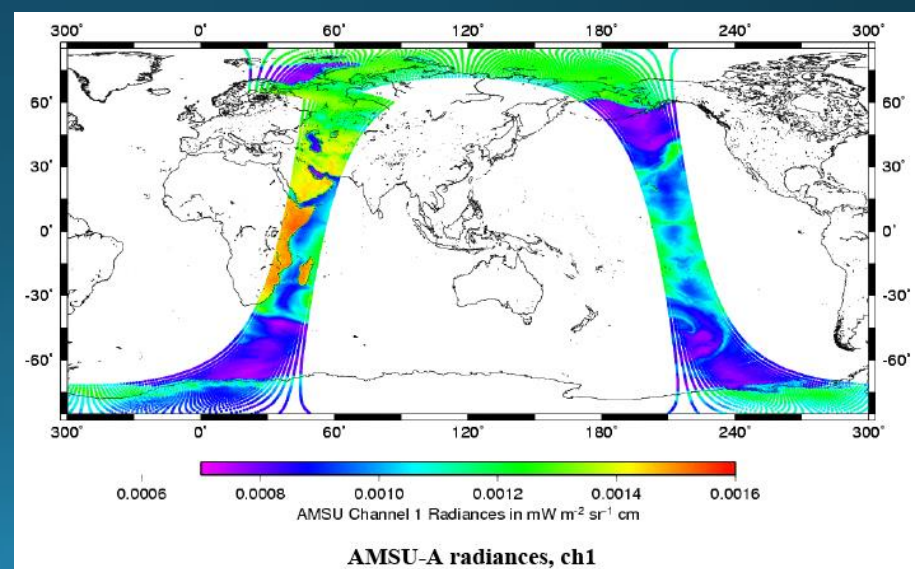 300° 0° 60° 120° 180° 240° 300°
60° 60°
30° 30°
0° 0°
-30° -30°
-60° -60°
300° 0° 60° 120° 180° 240° 300°
0.0006 0.0008 0.0010 0.0012 0.0014 0.0016
AMSU Channel 1 Radiances in mW m⁻² sr⁻¹ cm
AMSU-A radiances, ch1